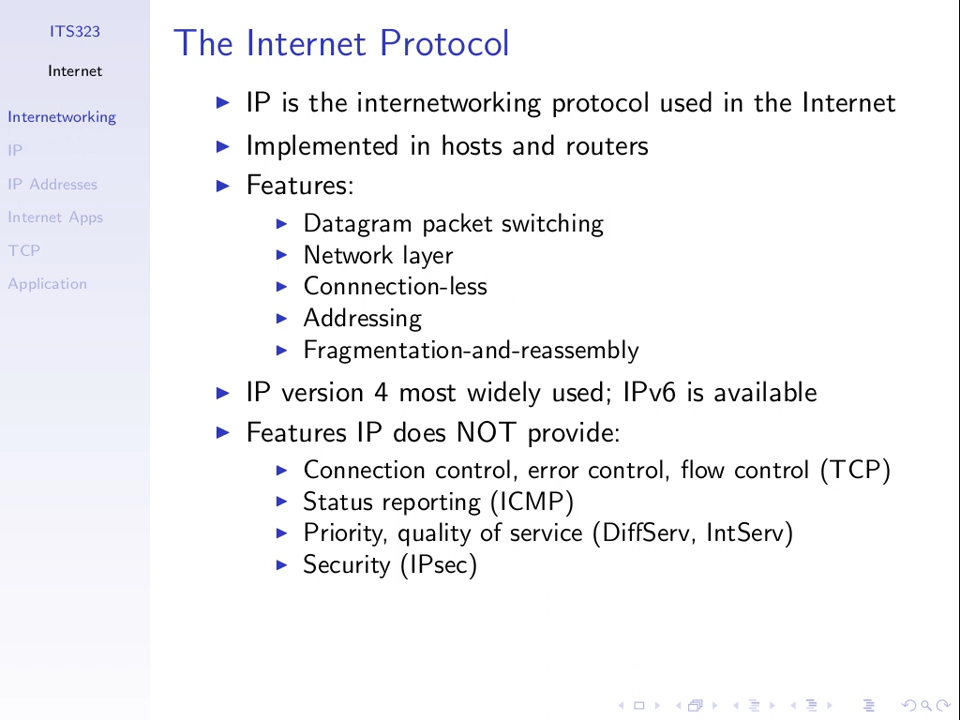 ITS323
Internet
Internetworking
IP
IP Addresses
Internet Apps
TCP
Application
The Internet Protocol
IP is the internetworking protocol used in the Internet
Implemented in hosts and routers
Features:
Datagram packet switching
Network layer
Connnection-less
Addressing
Fragmentation-and-reassembly
IP version 4 most widely used; IPv6 is available
Features IP does NOT provide:
Connection control, error control, flow control (TCP)
Status reporting (ICMP)
Priority, quality of service (DiffServ, IntServ)
Security (IPsec)